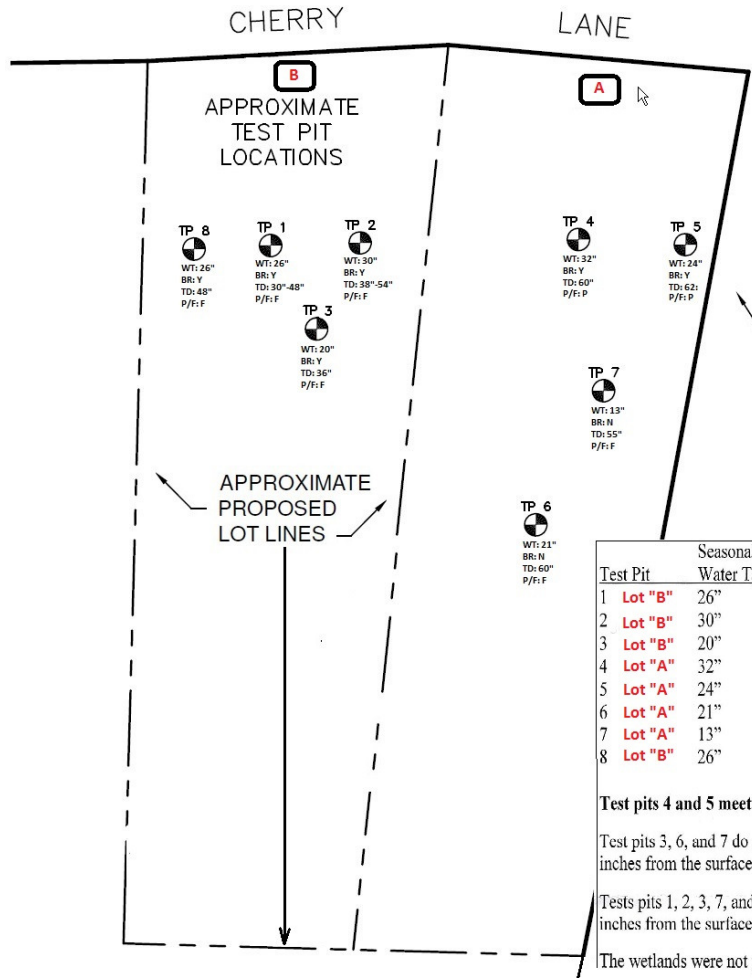 CHERRY LANE
B
A
APPROXIMATE
TEST PIT
LOCATIONS
TP 8
WT: 26"
BR: Y
TD: 48"
P/F: F
TP 1
WT: 26"
BR: Y
TD: 30"-48"
P/F: F
TP 2
WT: 30"
BR: Y
TD: 38"-54"
P/F: F
TP 3
WT: 20"
BR: Y
TD: 36"
P/F: F
TP 4
WT: 32"
BR: Y
TD: 60"
P/F: P
TP 5
WT: 24"
BR: Y
TD: 62:
P/F: P
TP 7
WT: 13"
BR: N
TD: 55"
P/F: F
TP 6
WT: 21"
BR: N
TD: 60"
P/F: F
APPROXIMATE
PROPOSED
LOT LINES
Seasona
Test Pit Water T
1 Lot "B" 26”
2 Lot "B" 30”
3 Lot "B" 20”
4 Lot "A" 32”
5 Lot "A" 24”
6 Lot "A" 21”
7 Lot "A" 13”
8 Lot "B" 26”
Test pits 4 and 5 meet
Test pits 3, 6, and 7 do
inches from the surface
Tests pits 1, 2, 3, 7, and
inches from the surface
The wetlands were not